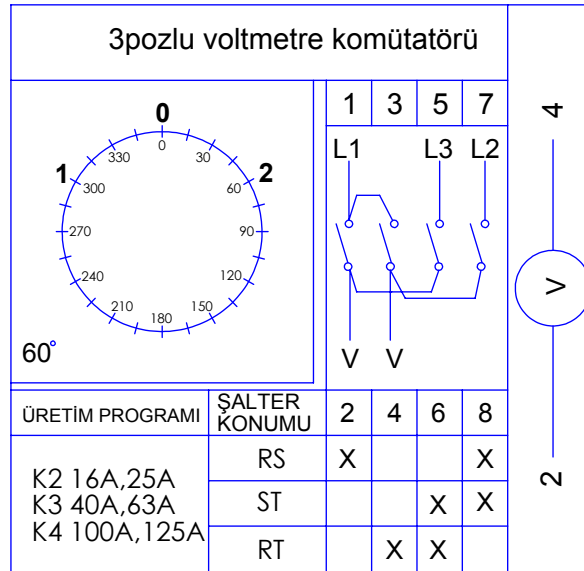 3pozlu voltmetre komütatörü
0
1
2
0
30
60
90
120
150
180
210
240
270
300
330
60°
1 3 5 7
L1 L3 L2
V V
4
V
2
ÜRETİM PROGRAMI
ŞALTER
KONUMU
2 4 6 8
K2 16A,25A
K3 40A,63A
K4 100A,125A
RS X X
ST X X
RT X X